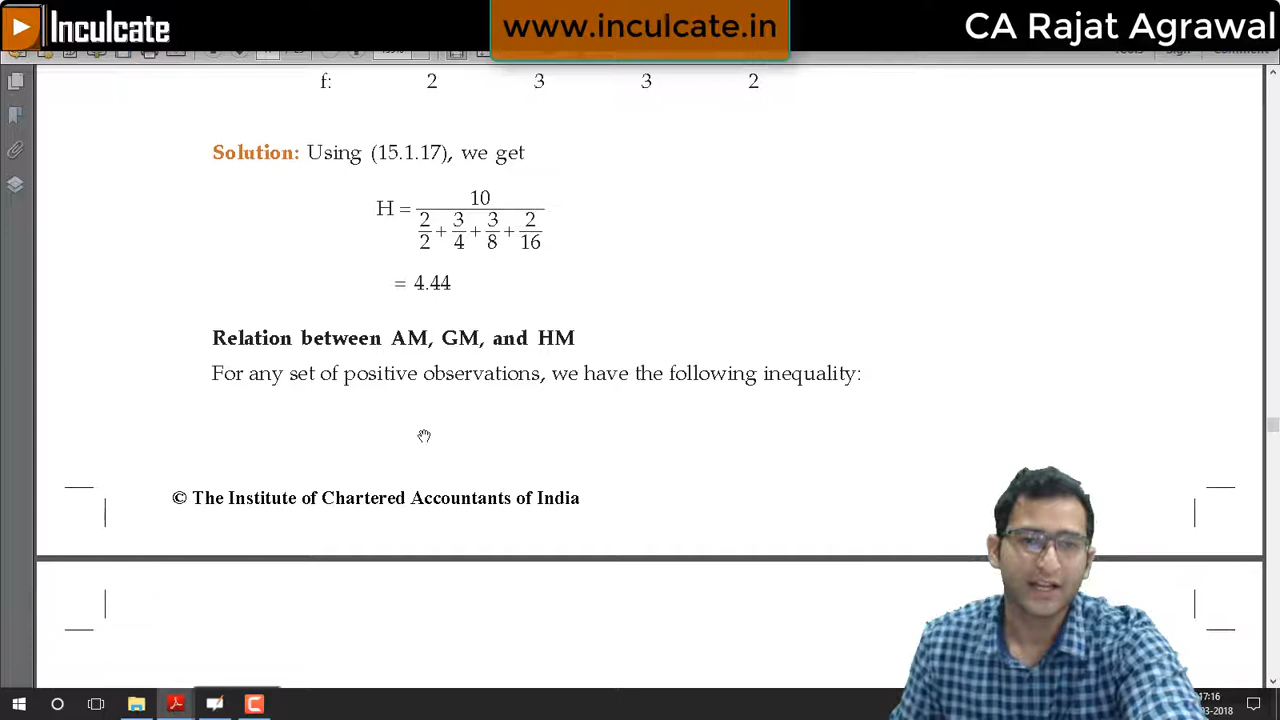 Inculcate
www.inculcate.in
CA Rajat Agrawal
f: 2 3 3 2
Solution: Using (15.1.17), we get
H = 10 / (2/2 + 3/4 + 3/8 + 2/16)
= 4.44
Relation between AM, GM, and HM
For any set of positive observations, we have the following inequality:
© The Institute of Chartered Accountants of India